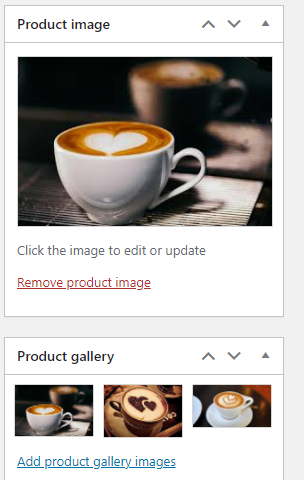 Product image
Click the image to edit or update
Remove product image
Product gallery
Add product gallery images